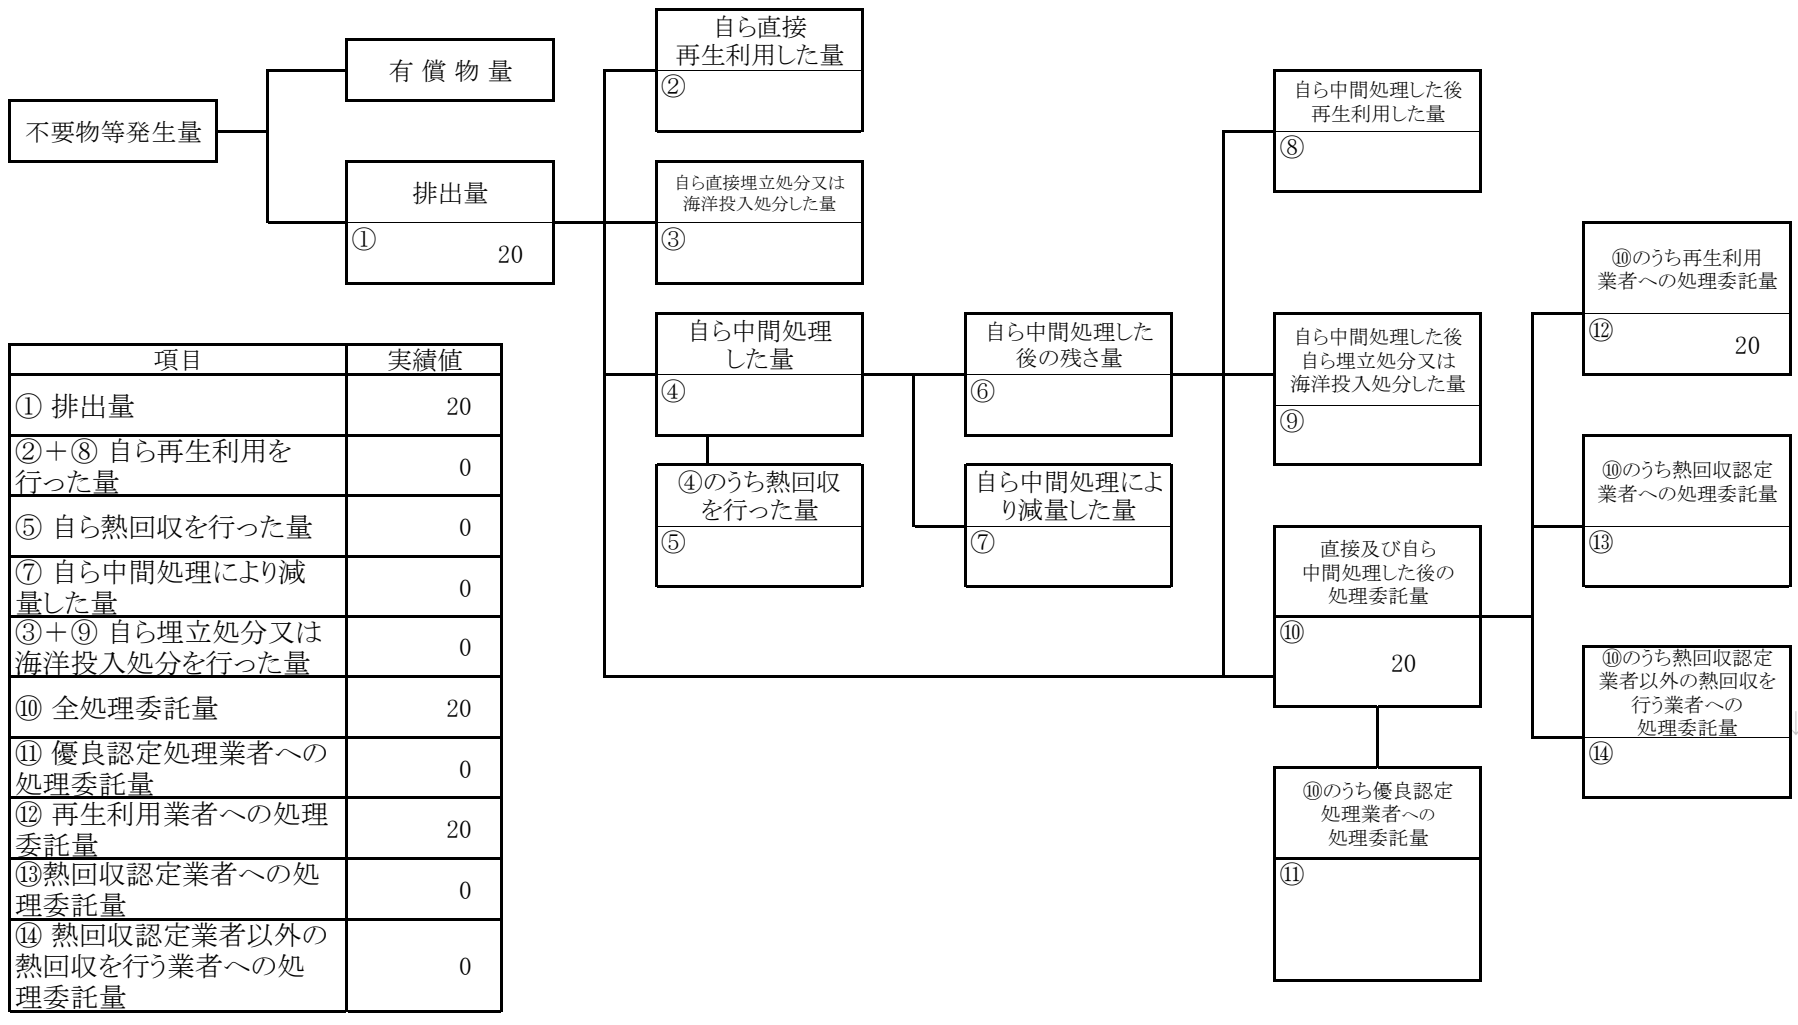 不要物等発生量
有 償 物 量
排出量
①
20
自ら直接
再生利用した量
②
自ら直接埋立処分又は
海洋投入処分した量
③
自ら中間処理
した量
④
④のうち熱回収
を行った量
⑤
自ら中間処理した
後の残さ量
⑥
自ら中間処理によ
り減量した量
⑦
自ら中間処理した後
再生利用した量
⑧
自ら中間処理した後
自ら埋立処分又は
海洋投入処分した量
⑨
直接及び自ら
中間処理した後の
処理委託量
⑩
20
⑩のうち優良認定
処理業者への
処理委託量
⑪
⑩のうち再生利用
業者への処理委託量
⑫
20
⑩のうち熱回収認定
業者への処理委託量
⑬
⑩のうち熱回収認定
業者以外の熱回収を
行う業者への
処理委託量
⑭
項目 実績値
① 排出量 20
②＋⑧ 自ら再生利用を
行った量 0
⑤ 自ら熱回収を行った量 0
⑦ 自ら中間処理により減
量した量 0
③＋⑨ 自ら埋立処分又は
海洋投入処分を行った量 0
⑩ 全処理委託量 20
⑪ 優良認定処理業者への
処理委託量 0
⑫ 再生利用業者への処理
委託量 20
⑬熱回収認定業者への処
理委託量 0
⑭ 熱回収認定業者以外の
熱回収を行う業者への処
理委託量 0